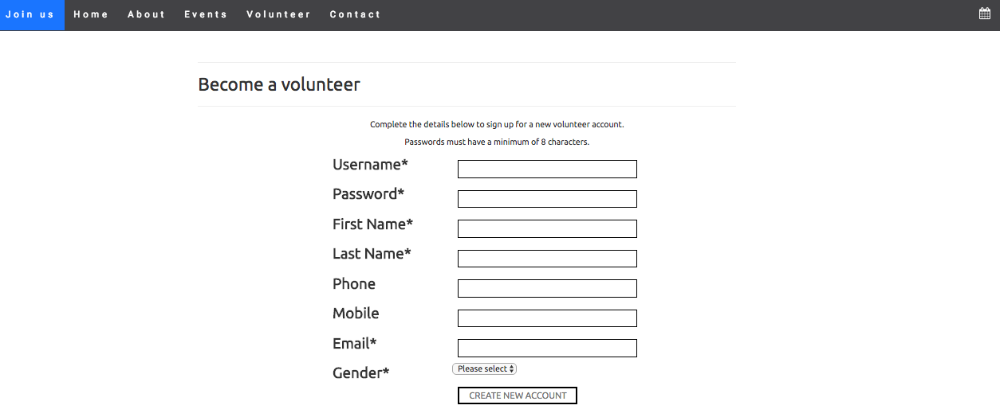 Join us Home About Events Volunteer Contact
Become a volunteer
Complete the details below to sign up for a new volunteer account.
Passwords must have a minimum of 8 characters.
Username*
Password*
First Name*
Last Name*
Phone
Mobile
Email*
Gender* Please select
CREATE NEW ACCOUNT